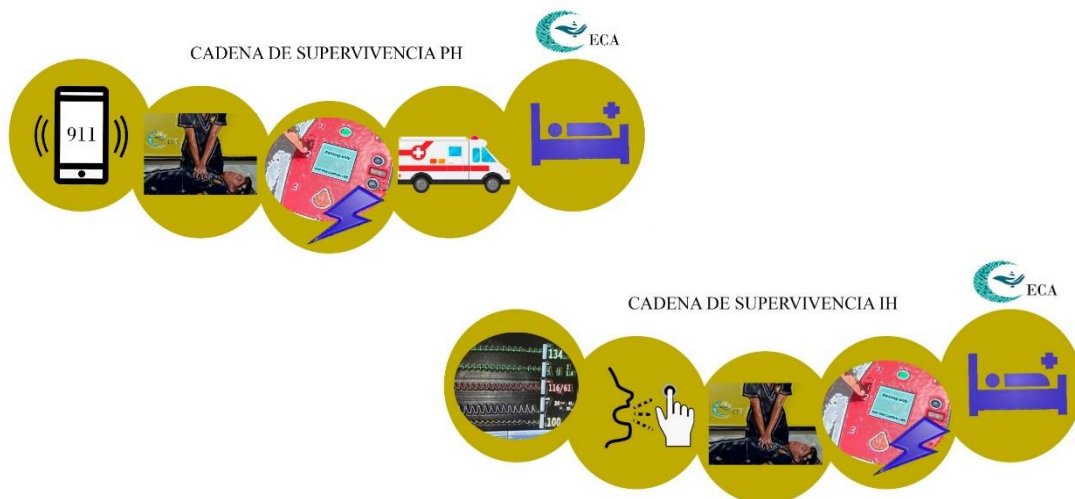 ECA
CADENA DE SUPERVIVENCIA PH
911
ECA
CADENA DE SUPERVIVENCIA IH
134
116/61
100